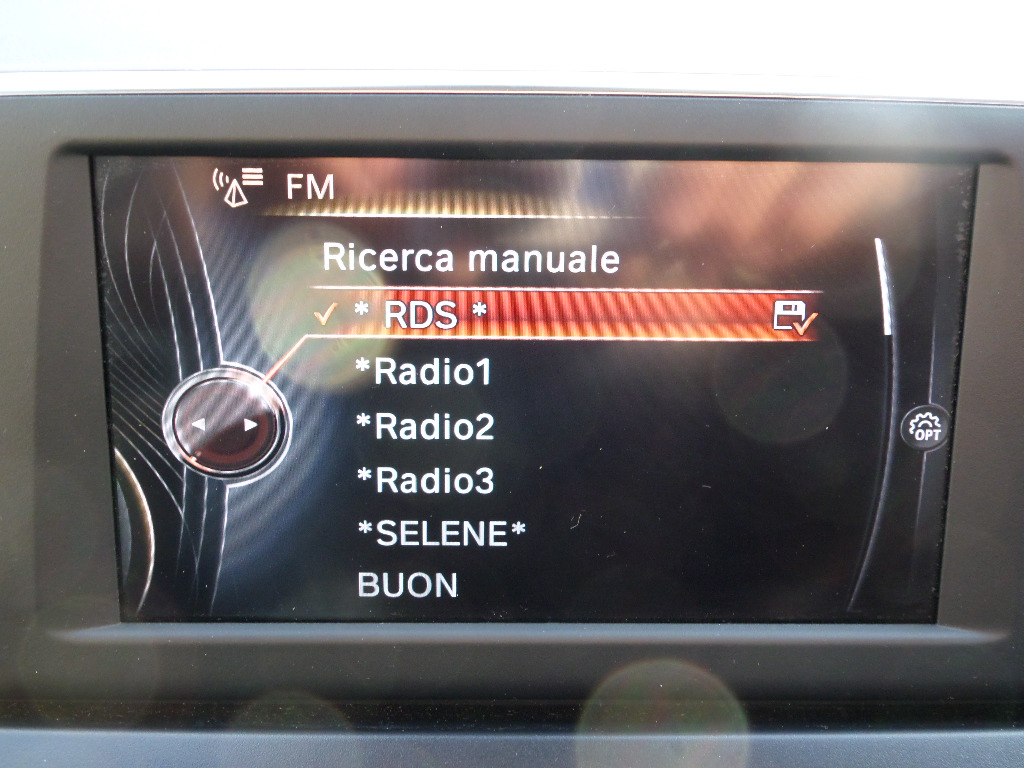 FM
Ricerca manuale
* RDS *
*Radio1
*Radio2
*Radio3
OPT
*SELENE*
BUON